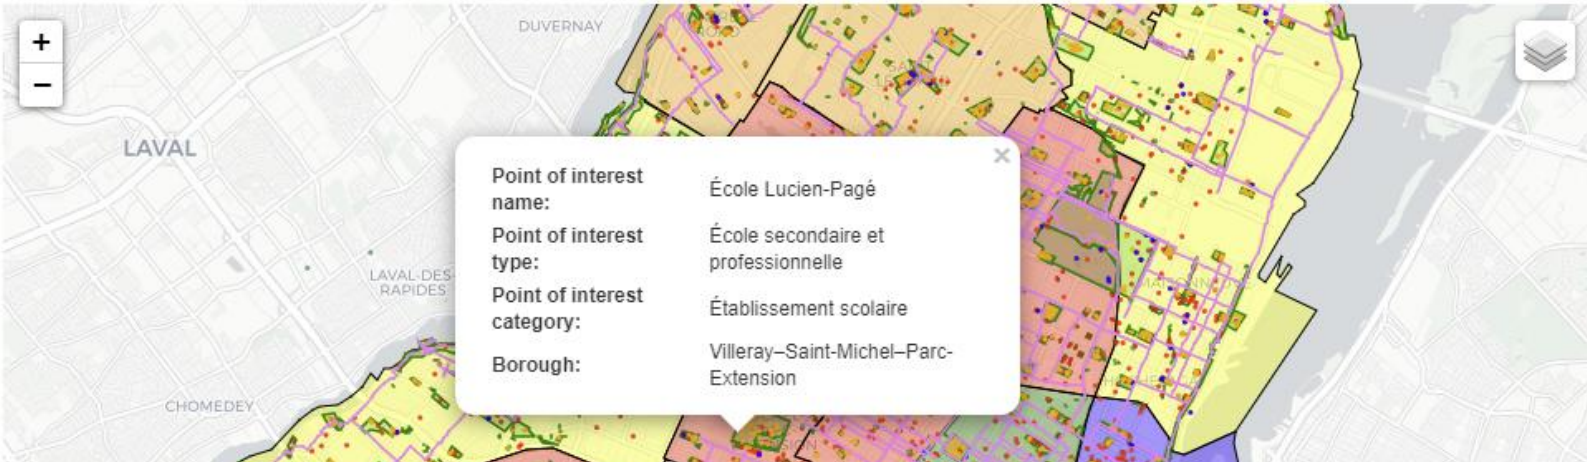 +
DUVERNAY
−
LAVAL
×
Point of interest
name:
École Lucien-Pagé
Point of interest
type:
École secondaire et
professionnelle
Point of interest
category:
Établissement scolaire
Borough:
Villeray–Saint-Michel–Parc-
Extension
LAVAL-DES-
RAPIDES
CHOMEDEY